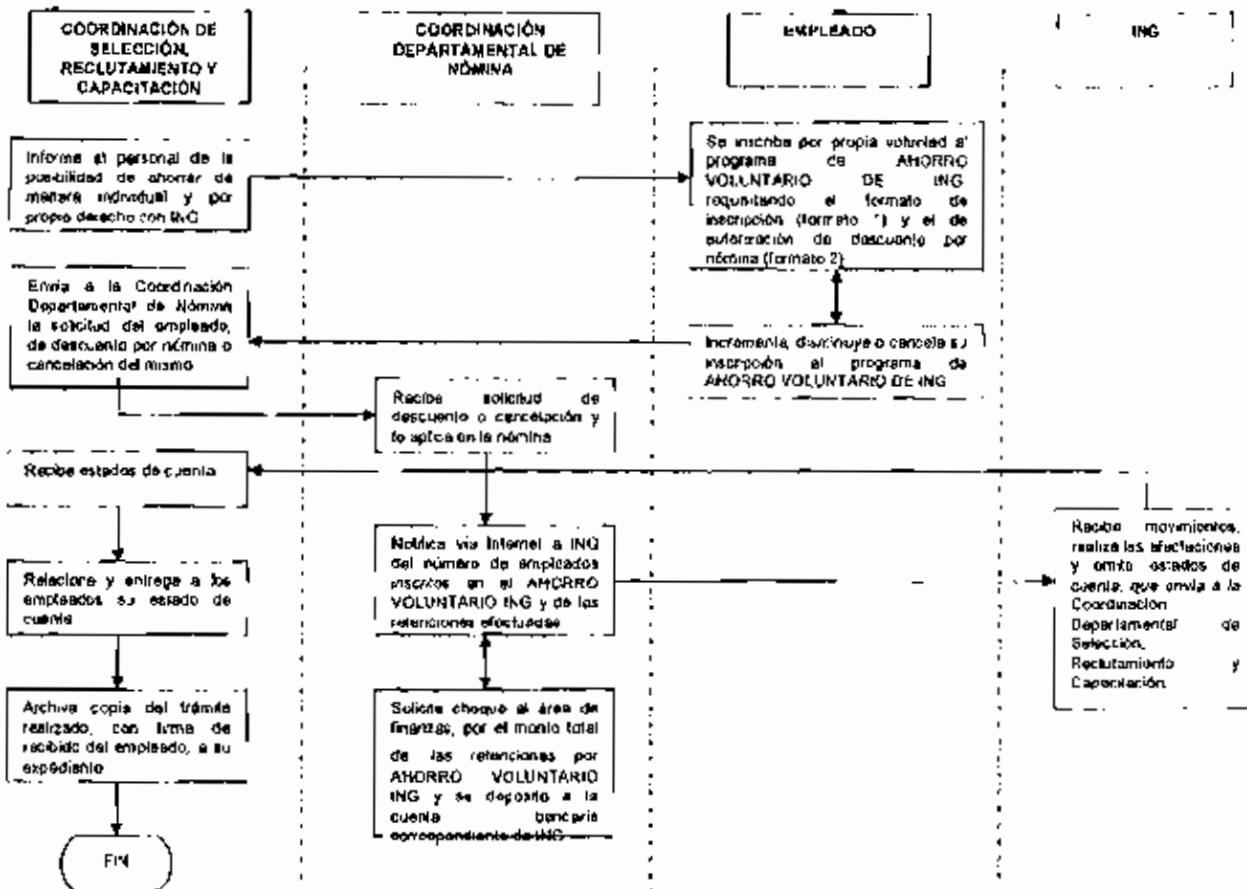 COORDINACIÓN DE
SELECCIÓN,
RECLUTAMIENTO Y
CAPACITACIÓN
COORDINACIÓN
DEPARTAMENTAL DE
NÓMINA
EMPLEADO
ING
Informa al personal de la
posibilidad de ahorrar de
manera individual y por
propio derecho con ING
Se inscribe por propia voluntad al
programa de AHORRO
VOLUNTARIO DE ING
requisitando el formato de
inscripción (formato 1) y el de
autorización de descuento por
nómina (formato 2)
Envía a la Coordinación
Departamental de Nómina
la solicitud del empleado,
de descuento por nómina o
cancelación del mismo
Incrementa, disminuye o cancela su
inscripción al programa de
AHORRO VOLUNTARIO DE ING
Recibe solicitud de
descuento o cancelación y
lo aplica en la nómina
Recibe estados de cuenta
Notifica vía Internet a ING
del número de empleados
inscritos en el AHORRO
VOLUNTARIO ING y de las
retenciones efectuadas
Recibe movimientos,
realiza las afectaciones
y emite estados de
cuenta, que envía a la
Coordinación
Departamental de
Selección,
Reclutamiento y
Capacitación.
Relaciona y entrega a los
empleados su estado de
cuenta
Archiva copia del trámite
realizado, con firma de
recibido del empleado, a su
expediente
Solicita cheque al área de
finanzas, por el monto total
de las retenciones por
AHORRO VOLUNTARIO
ING y se deposita a la
cuenta bancaria
correspondiente de ING
FIN